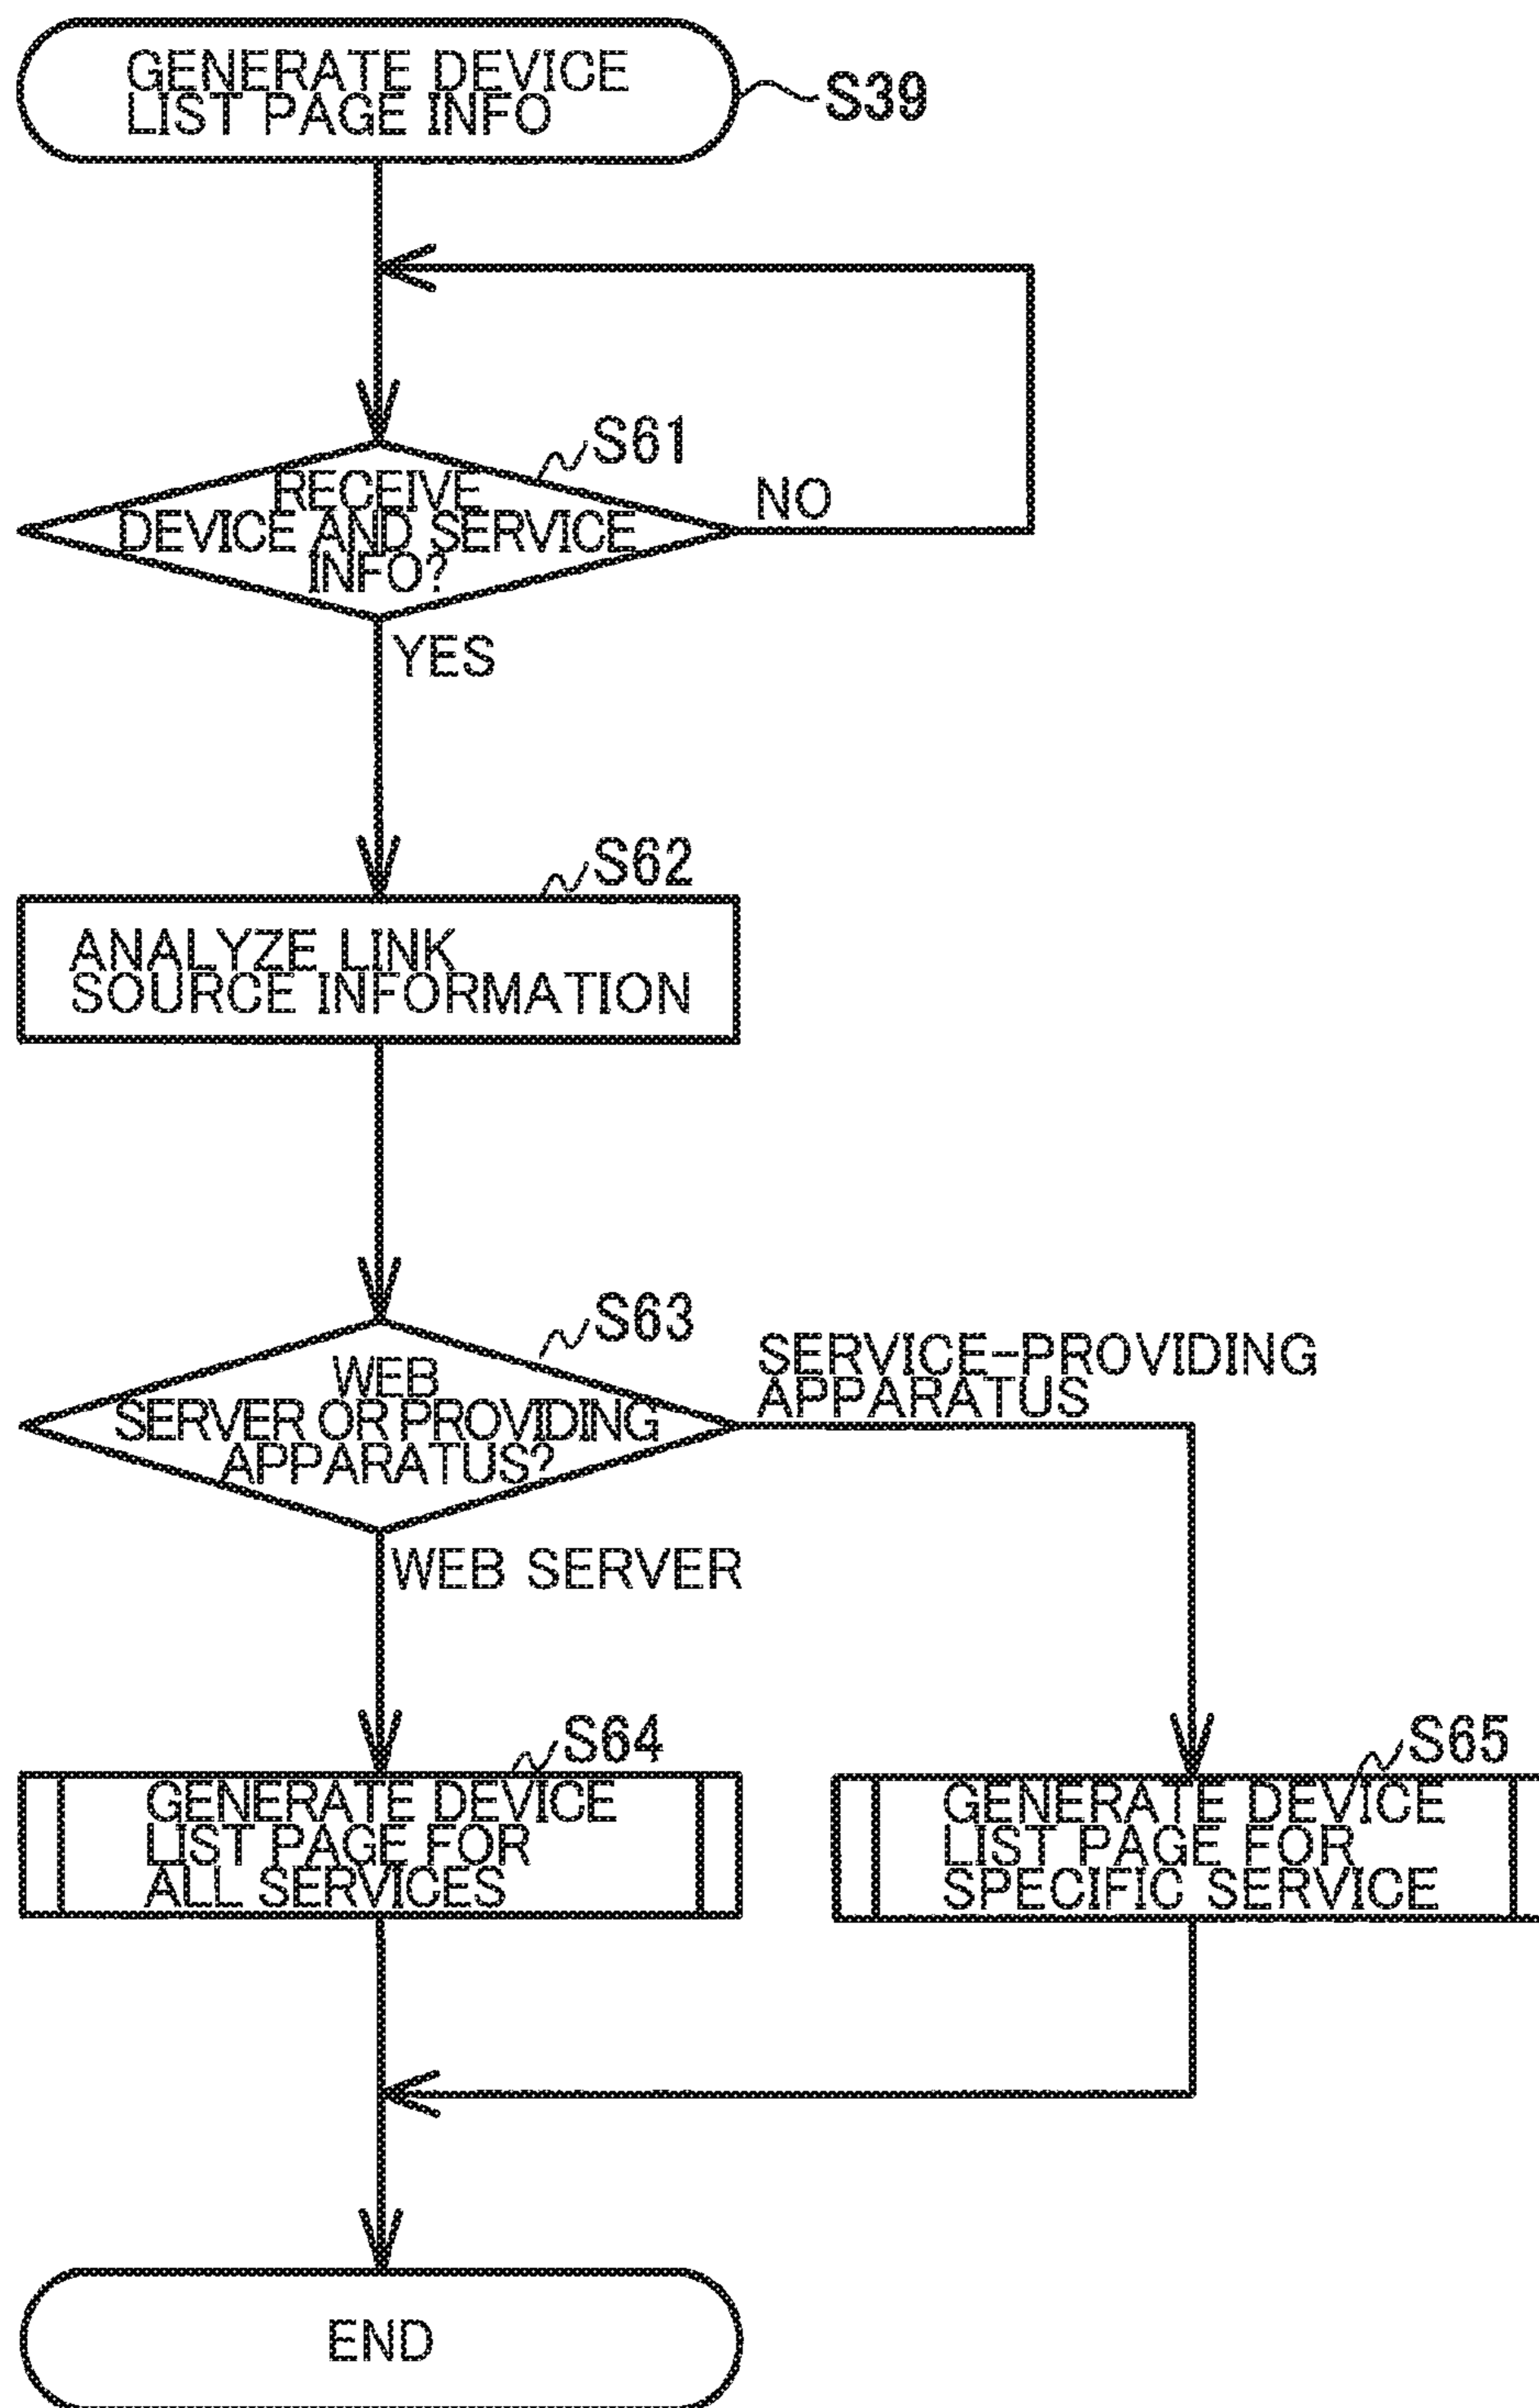 GENERATE DEVICE
LIST PAGE INFO
S39
S61
RECEIVE
DEVICE AND SERVICE
INFO?
NO
YES
S62
ANALYZE LINK
SOURCE INFORMATION
S63
WEB
SERVER OR PROVIDING
APPARATUS?
SERVICE-PROVIDING
APPARATUS
WEB SERVER
S64
GENERATE DEVICE
LIST PAGE FOR
ALL SERVICES
S65
GENERATE DEVICE
LIST PAGE FOR
SPECIFIC SERVICE
END